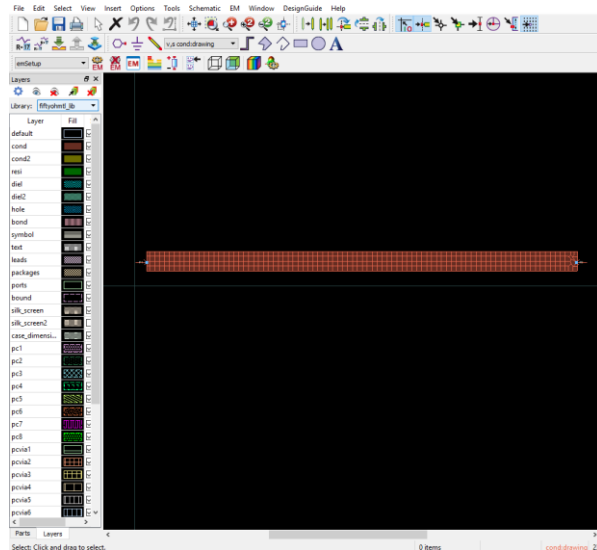 File Edit Select View Insert Options Tools Schematic EM Window DesignGuide Help
v,s cond:drawing
emSetup EM EM EM
Layers
Library: fiftyohmtl_lib
Layer Fill
default
cond
cond2
resi
diel
diel2
hole
bond
symbol
text
leads
packages
ports
bound
silk_screen
silk_screen2
case_dimensi...
pc1
pc2
pc3
pc4
pc5
pc6
pc7
pc8
pcvia1
pcvia2
pcvia3
pcvia4
pcvia5
pcvia6
Parts Layers
Select: Click and drag to select. 0 items cond:drawing